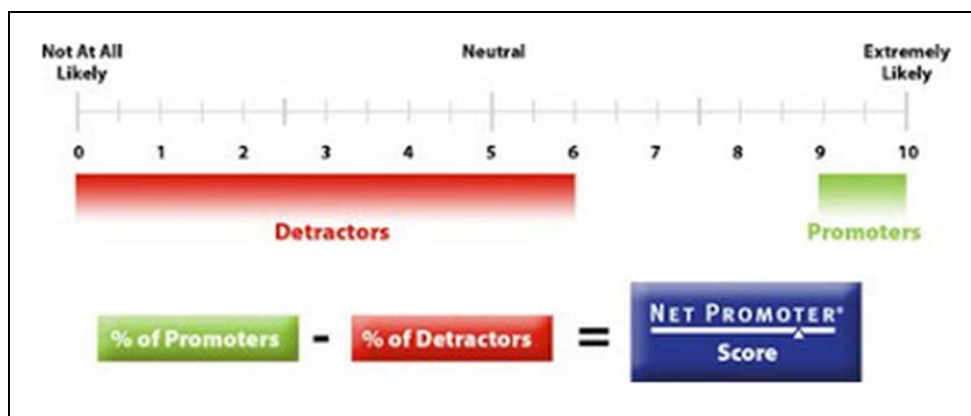 Not At All
Likely
Neutral
Extremely
Likely
0 1 2 3 4 5 6 7 8 9 10
Detractors
Promoters
% of Promoters - % of Detractors =
NET PROMOTER®
Score